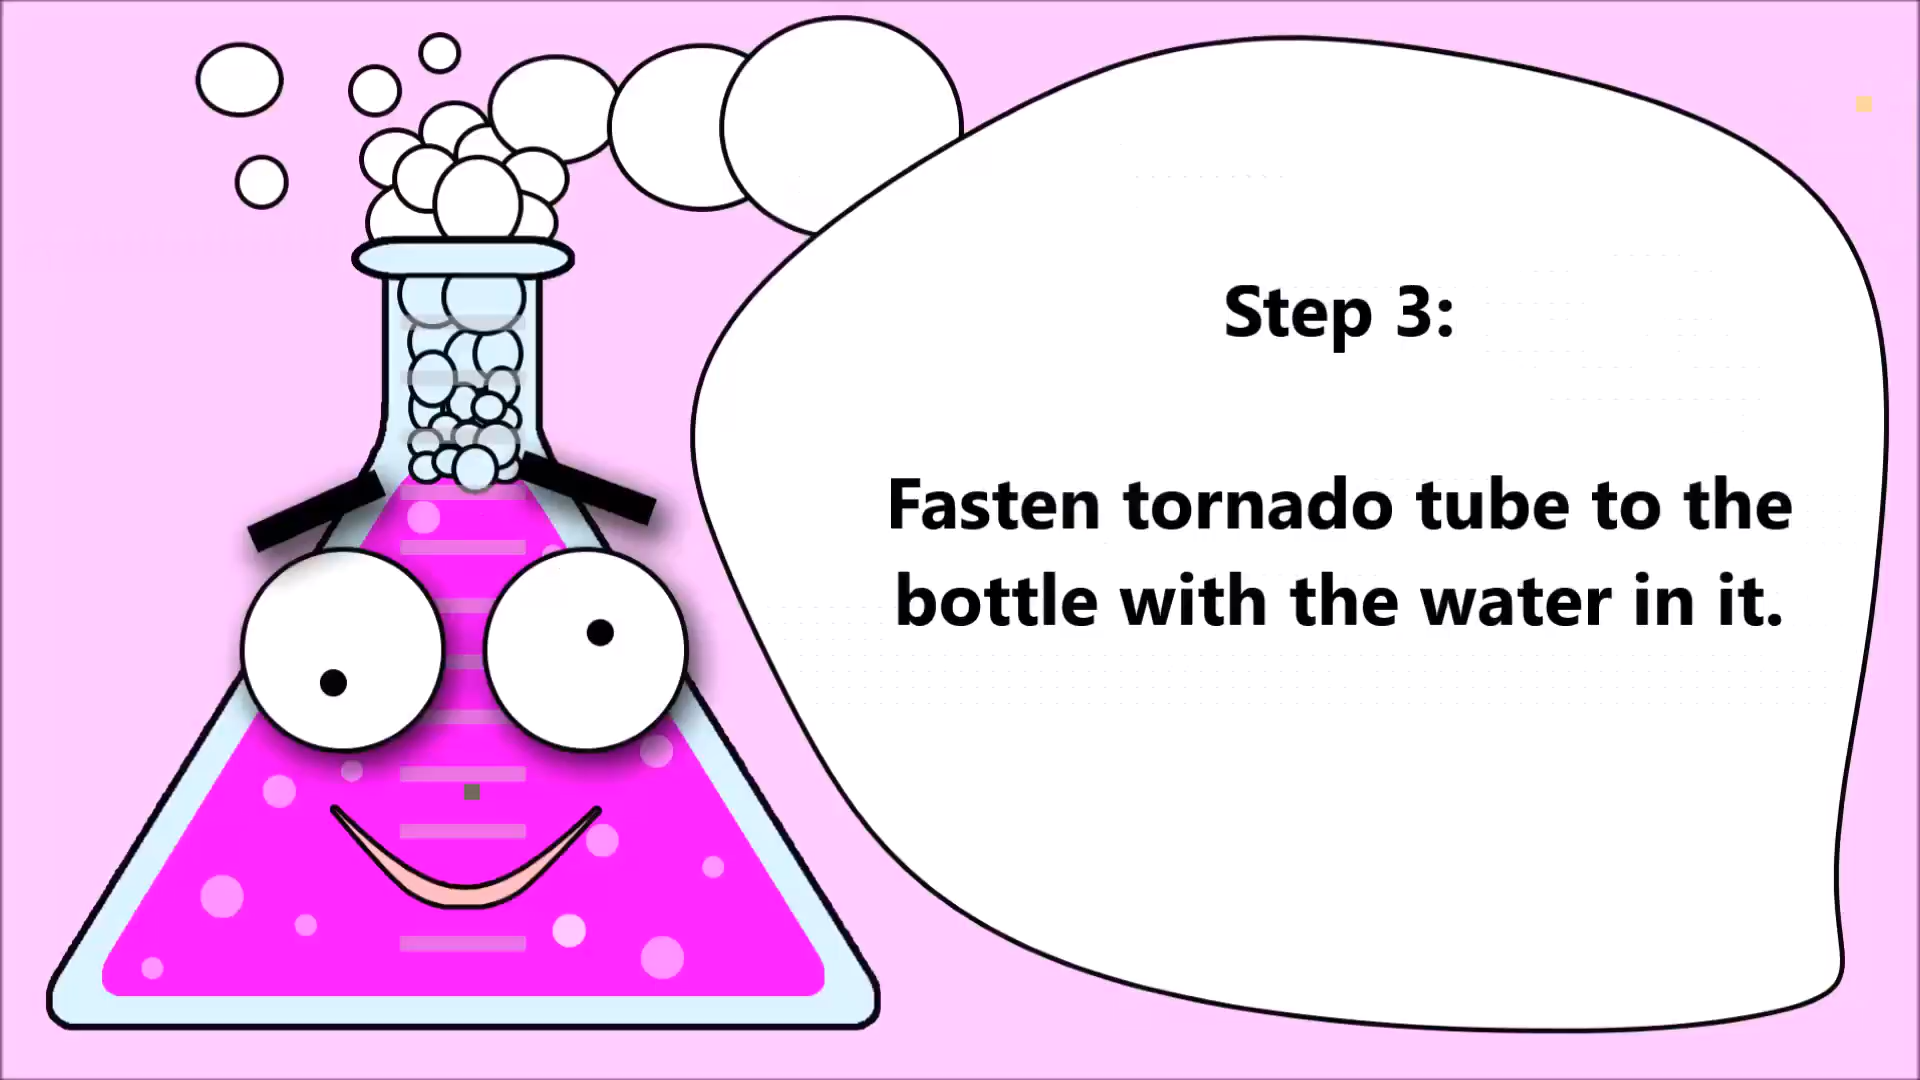 Step 3:
Fasten tornado tube to the
bottle with the water in it.